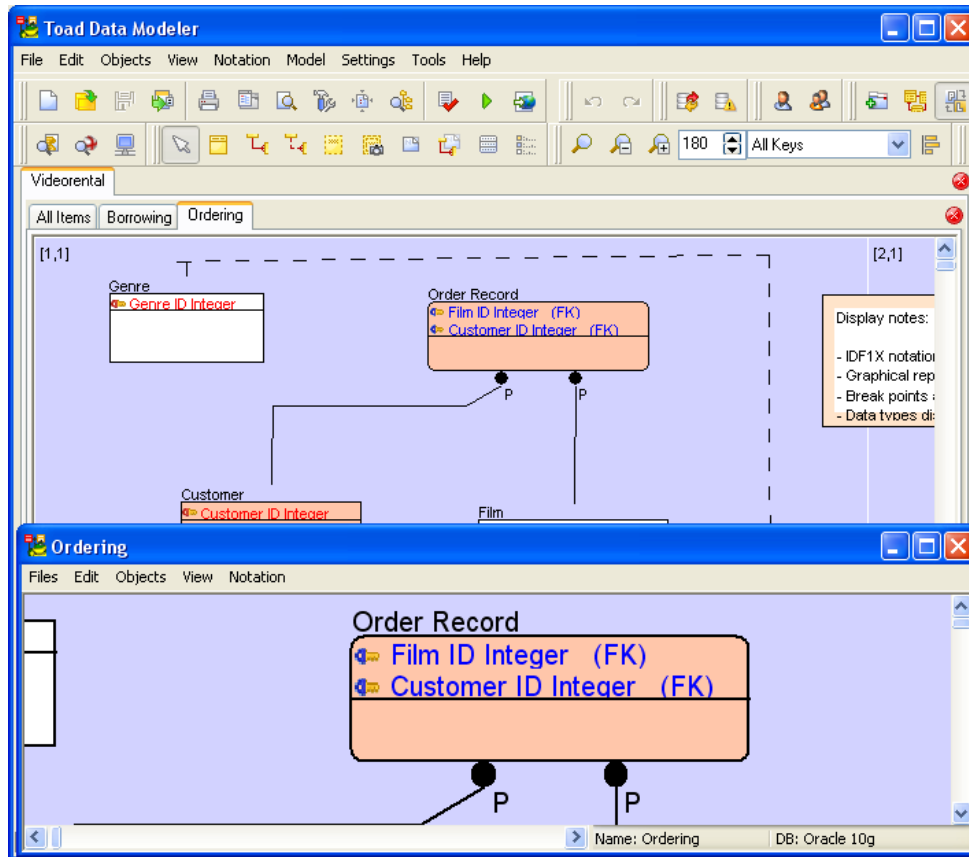 Toad Data Modeler
File Edit Objects View Notation Model Settings Tools Help
180 All Keys
Videorental
All Items Borrowing Ordering
[1,1] [2,1]
Genre
Genre ID Integer
Order Record
Film ID Integer (FK)
Customer ID Integer (FK)
P P
Display notes:
- IDF1X notation
- Graphical rep
- Break points
- Data types di
Customer
Customer ID Integer
Film
Ordering
Files Edit Objects View Notation
Order Record
Film ID Integer (FK)
Customer ID Integer (FK)
P P
Name: Ordering DB: Oracle 10g